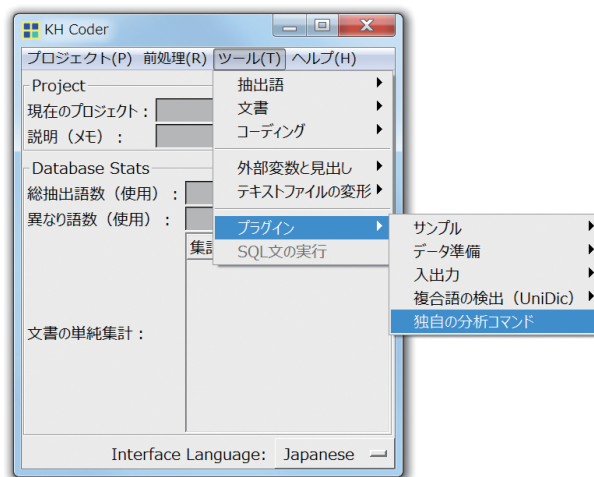 KH Coder
プロジェクト(P) 前処理(R) ツール(T) ヘルプ(H)
Project
現在のプロジェクト：
説明（メモ）：
Database Stats
総抽出語数（使用）：
異なり語数（使用）：
文書の単純集計：
抽出語
文書
コーディング
外部変数と見出し
テキストファイルの変形
プラグイン
SQL文の実行
サンプル
データ準備
入出力
複合語の検出（UniDic）
独自の分析コマンド
Interface Language: Japanese